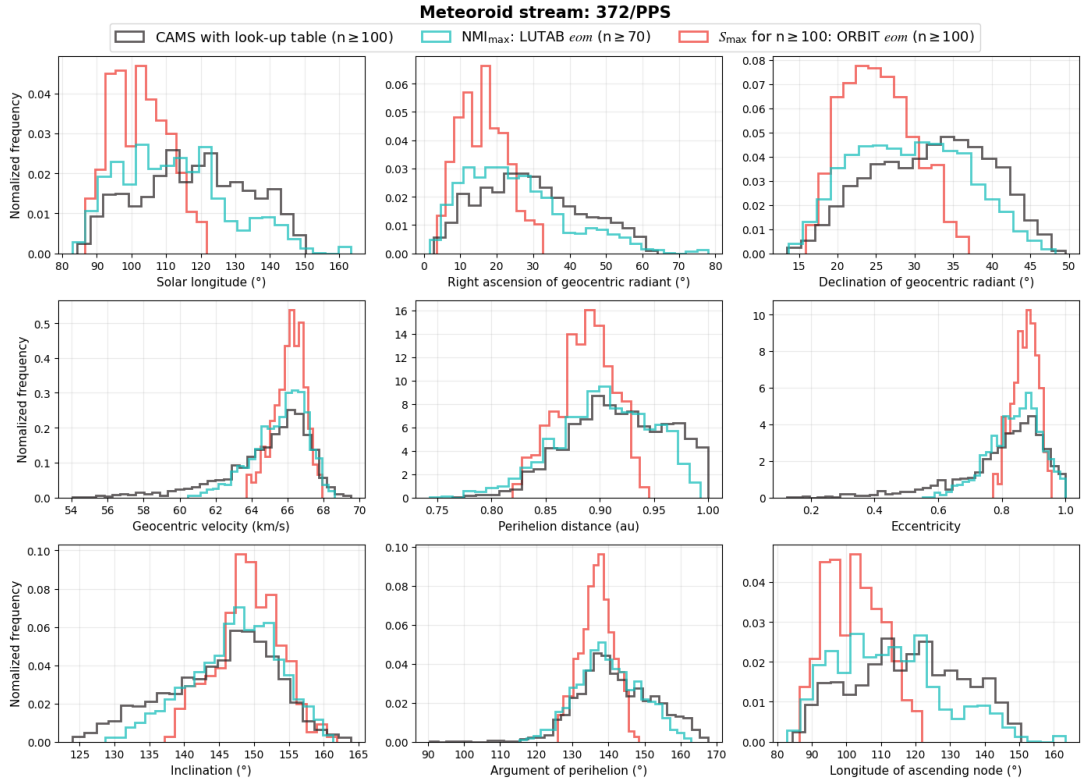 Meteoroid stream: 372/PPS
CAMS with look-up table (n ≥ 100)
NMImax: LUTAB eom (n ≥ 70)
Smax for n ≥ 100: ORBIT eom (n ≥ 100)
Nomalized frequency
0.00
0.01
0.02
0.03
0.04
80 90 100 110 120 130 140 150 160
Solar longitude (°)
0.00
0.01
0.02
0.03
0.04
0.05
0.06
0 10 20 30 40 50 60 70 80
Right ascension of geocentric radiant (°)
0.00
0.01
0.02
0.03
0.04
0.05
0.06
0.07
0.08
15 20 25 30 35 40 45 50
Declination of geocentric radiant (°)
Nomalized frequency
0.0
0.1
0.2
0.3
0.4
0.5
54 56 58 60 62 64 66 68 70
Geocentric velocity (km/s)
0
2
4
6
8
10
12
14
16
0.75 0.80 0.85 0.90 0.95 1.00
Perihelion distance (au)
0
2
4
6
8
10
0.2 0.4 0.6 0.8 1.0
Eccentricity
Nomalized frequency
0.00
0.02
0.04
0.06
0.08
0.10
125 130 135 140 145 150 155 160 165
Inclination (°)
0.00
0.02
0.04
0.06
0.08
0.10
90 100 110 120 130 140 150 160 170
Argument of perihelion (°)
0.00
0.01
0.02
0.03
0.04
80 90 100 110 120 130 140 150 160
Lonigtude of ascending node (°)